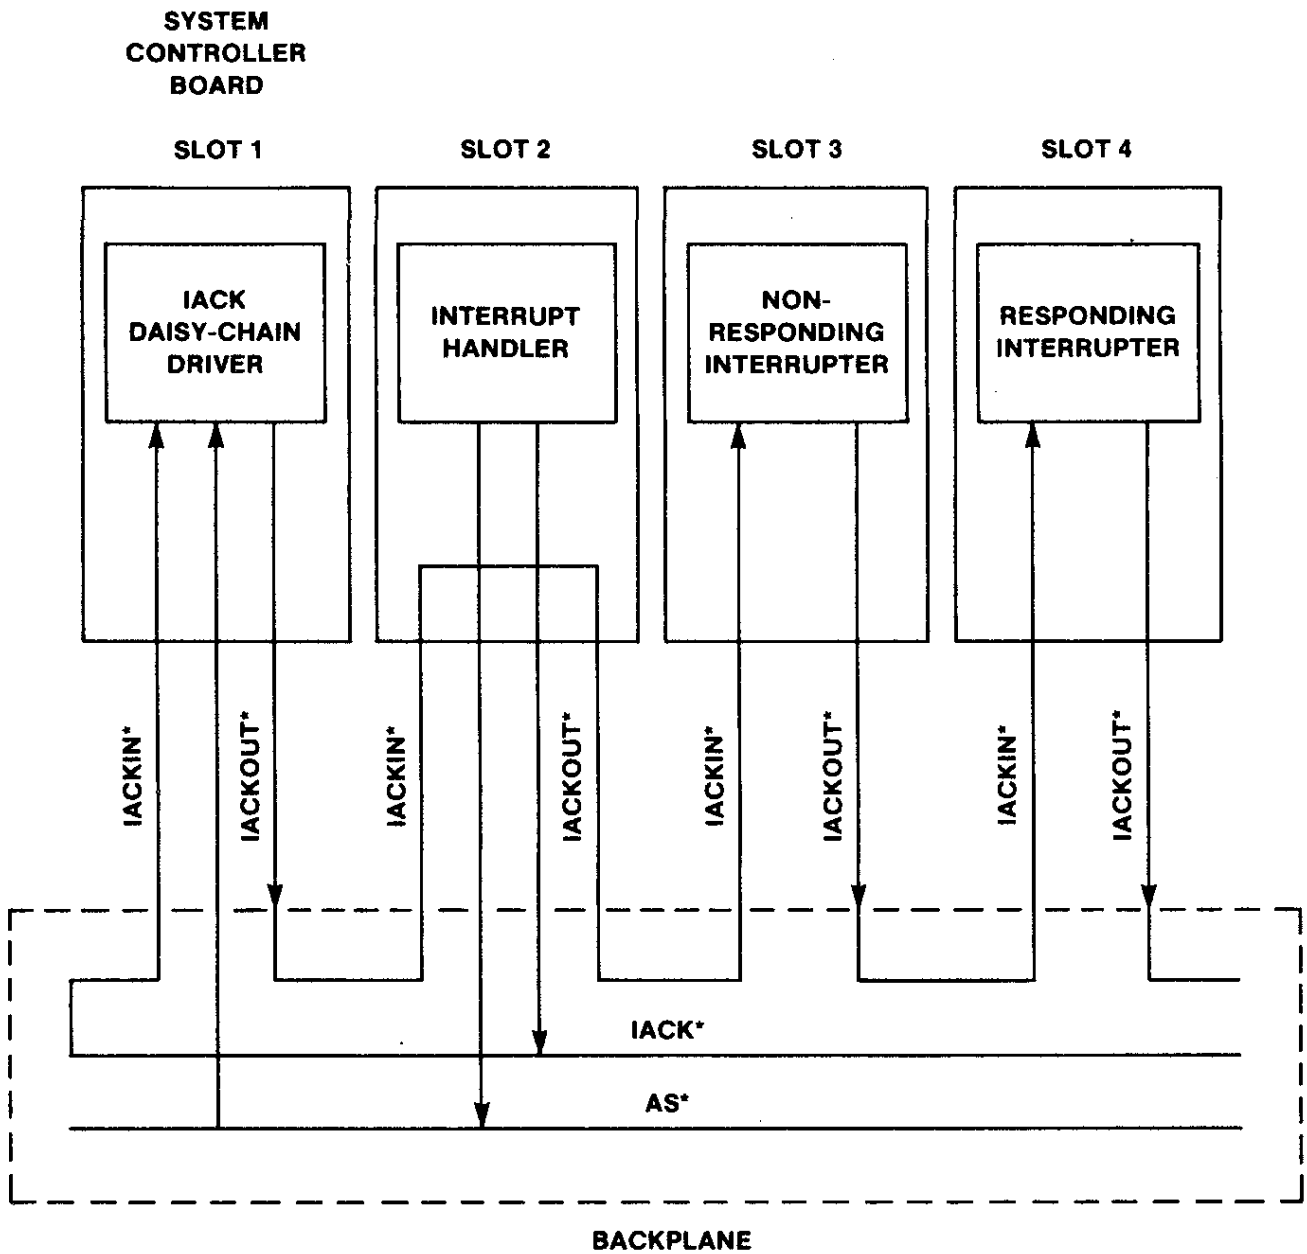 SYSTEM
CONTROLLER
BOARD
SLOT 1
SLOT 2
SLOT 3
SLOT 4
IACK
DAISY-CHAIN
DRIVER
INTERRUPT
HANDLER
NON-
RESPONDING
INTERRUPTER
RESPONDING
INTERRUPTER
IACKIN*
IACKOUT*
IACKIN*
IACKOUT*
IACKIN*
IACKOUT*
IACKIN*
IACKOUT*
IACK*
AS*
BACKPLANE